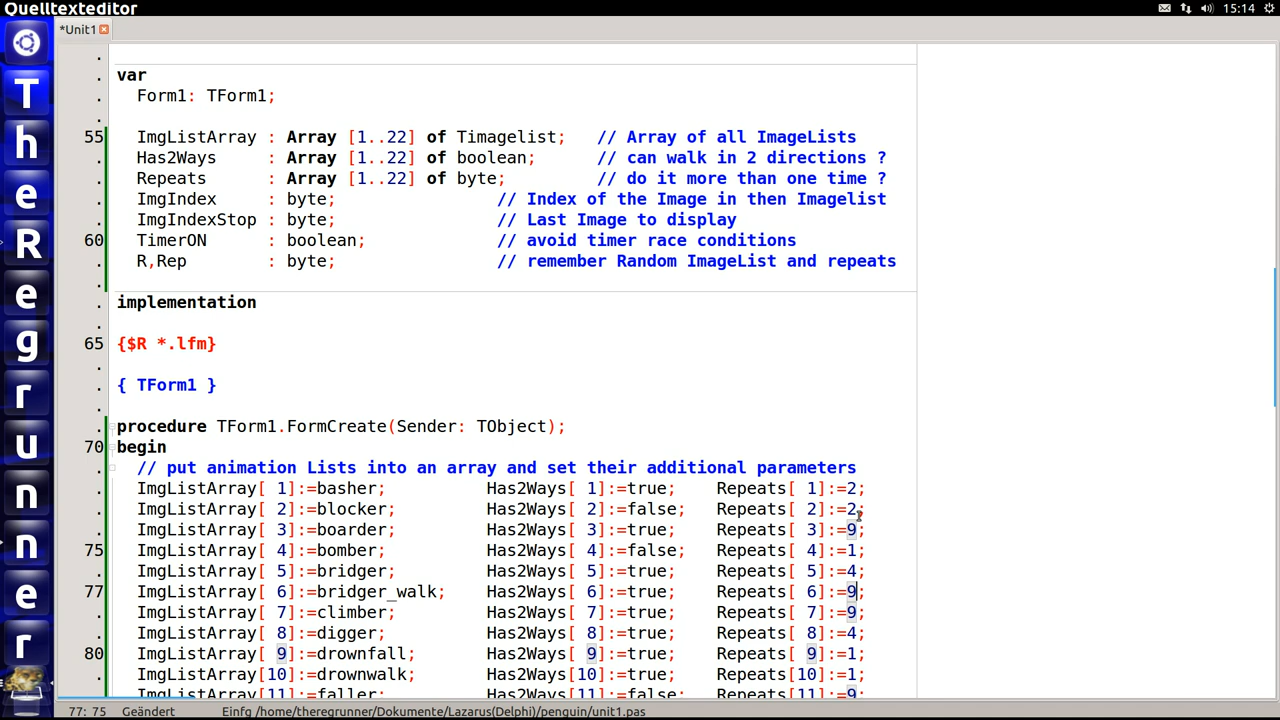 Quelltexteditor
15:14
*Unit1
T
h
e
R
e
g
r
u
n
n
e
r
var
Form1: TForm1;
55 ImgListArray : Array [1..22] of Timagelist; // Array of all ImageLists
Has2Ways : Array [1..22] of boolean; // can walk in 2 directions ?
Repeats : Array [1..22] of byte; // do it more than one time ?
ImgIndex : byte; // Index of the Image in then Imagelist
ImgIndexStop : byte; // Last Image to display
60 TimerON : boolean; // avoid timer race conditions
R,Rep : byte; // remember Random ImageList and repeats
implementation
65 {$R *.lfm}
{ TForm1 }
procedure TForm1.FormCreate(Sender: TObject);
70 begin
// put animation Lists into an array and set their additional parameters
ImgListArray[ 1]:=basher; Has2Ways[ 1]:=true; Repeats[ 1]:=2;
ImgListArray[ 2]:=blocker; Has2Ways[ 2]:=false; Repeats[ 2]:=2;
ImgListArray[ 3]:=boarder; Has2Ways[ 3]:=true; Repeats[ 3]:=9;
75 ImgListArray[ 4]:=bomber; Has2Ways[ 4]:=false; Repeats[ 4]:=1;
ImgListArray[ 5]:=bridger; Has2Ways[ 5]:=true; Repeats[ 5]:=4;
77 ImgListArray[ 6]:=bridger_walk; Has2Ways[ 6]:=true; Repeats[ 6]:=9;
ImgListArray[ 7]:=climber; Has2Ways[ 7]:=true; Repeats[ 7]:=9;
ImgListArray[ 8]:=digger; Has2Ways[ 8]:=true; Repeats[ 8]:=4;
80 ImgListArray[ 9]:=drownfall; Has2Ways[ 9]:=true; Repeats[ 9]:=1;
ImgListArray[10]:=drownwalk; Has2Ways[10]:=true; Repeats[10]:=1;
ImgListArray[11]:=faller; Has2Ways[11]:=false; Repeats[11]:=9;
77: 75 Geändert Einfg /home/theregrunner/Dokumente/Lazarus(Delphi)/penguin/unit1.pas